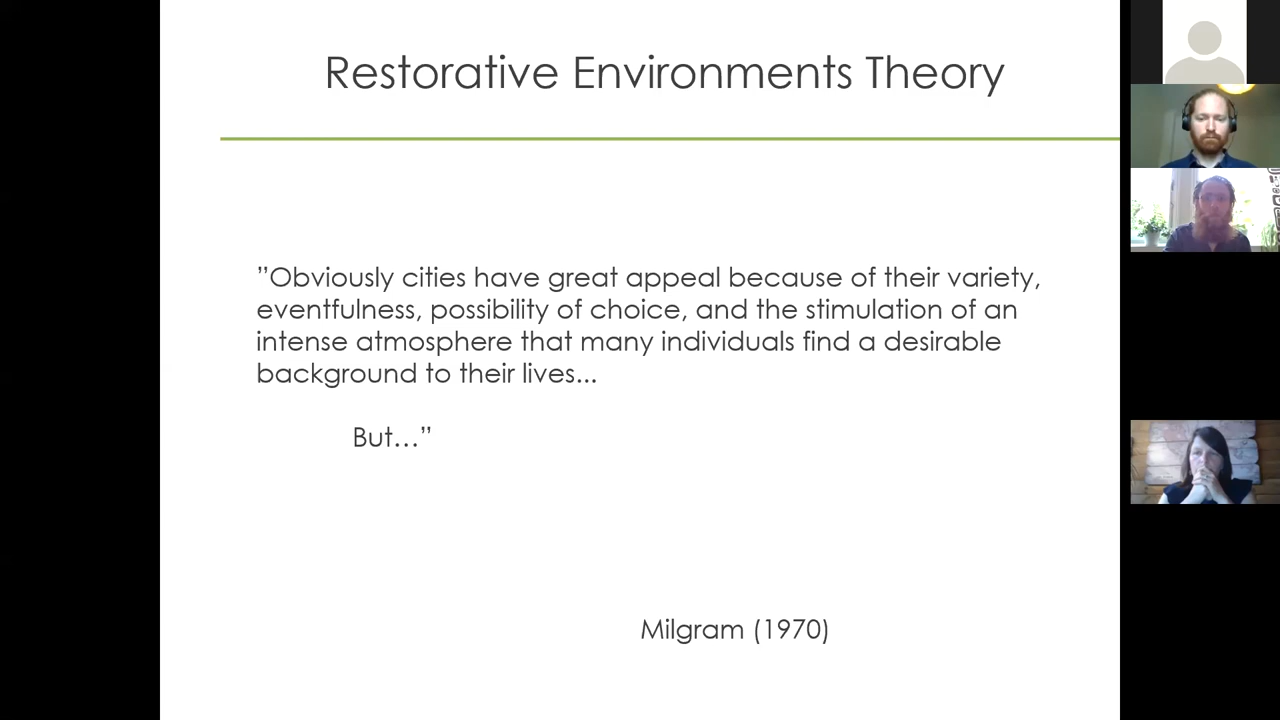 Restorative Environments Theory
”Obviously cities have great appeal because of their variety,
eventfulness, possibility of choice, and the stimulation of an
intense atmosphere that many individuals find a desirable
background to their lives...
But…”
Milgram (1970)